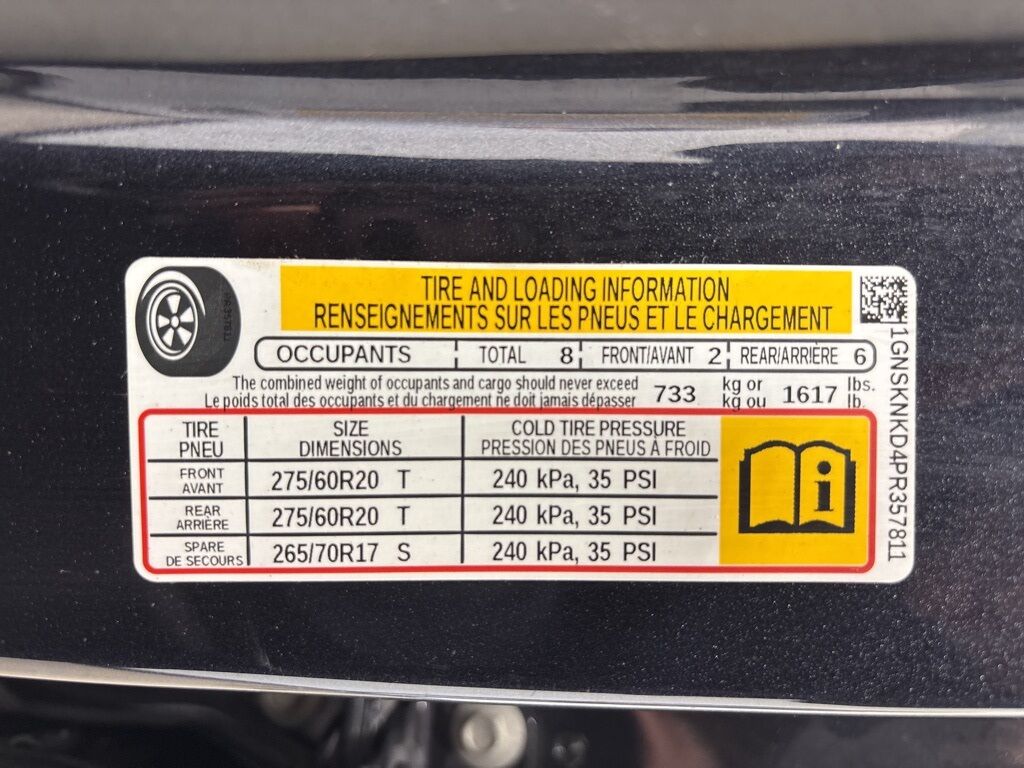 TIRE AND LOADING INFORMATION
RENSEIGNEMENTS SUR LES PNEUS ET LE CHARGEMENT
OCCUPANTS TOTAL 8 FRONT/AVANT 2 REAR/ARRIÈRE 6
The combined weight of occupants and cargo should never exceed 733 kg or 1617 lbs.
Le poids total des occupants et du chargement ne doit jamais dépasser kg ou lb.
TIRE SIZE COLD TIRE PRESSURE
PNEU DIMENSIONS PRESSION DES PNEUS À FROID
FRONT
AVANT 275/60R20 T 240 kPa, 35 PSI
REAR
ARRIÈRE 275/60R20 T 240 kPa, 35 PSI
SPARE
DE SECOURS 265/70R17 S 240 kPa, 35 PSI
i
1GNSKNKD4PR357811